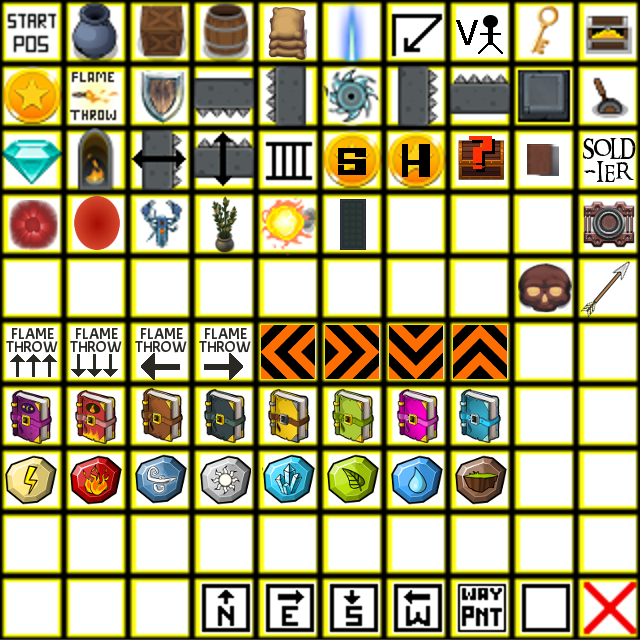 START
POS
V
FLAME
THROW
S
H
?
SOLD
-IER
FLAME
THROW
FLAME
THROW
FLAME
THROW
FLAME
THROW
N
E
S
W
WAY
PNT